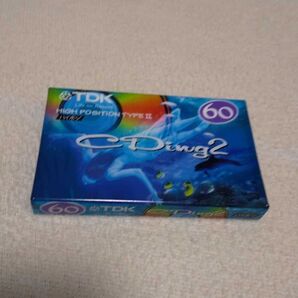 TDK
Life on Record
HIGH POSITION TYPE II
ハイポジ
60
CDing2
60 TDK CDing2